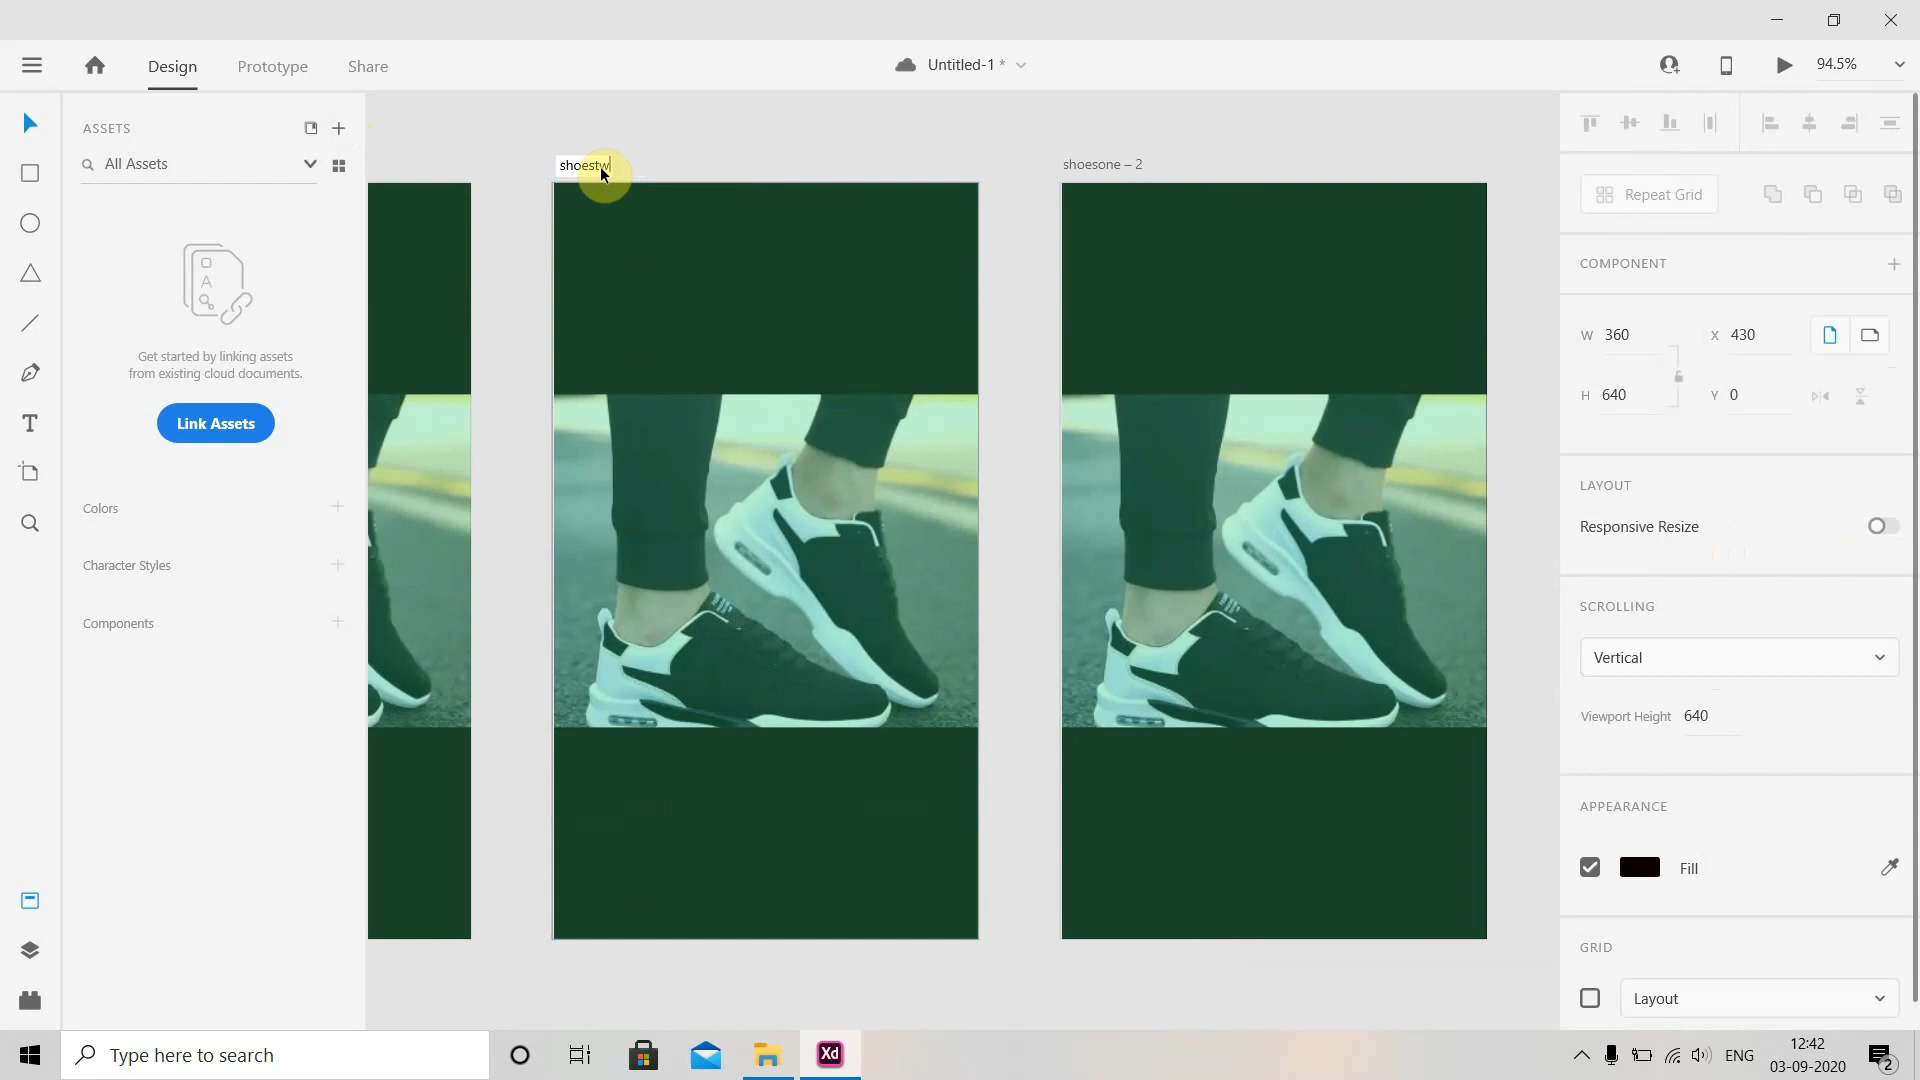 Design
Prototype
Share
Untitled-1 *
94.5%
ASSETS
All Assets
Get started by linking assets
from existing cloud documents.
Link Assets
Colors
Character Styles
Components
shoestw
shoesone – 2
Repeat Grid
COMPONENT
W 360
X 430
H 640
Y 0
LAYOUT
Responsive Resize
SCROLLING
Vertical
Viewport Height 640
APPEARANCE
Fill
GRID
Layout
Type here to search
Xd
ENG
12:42
03-09-2020
2